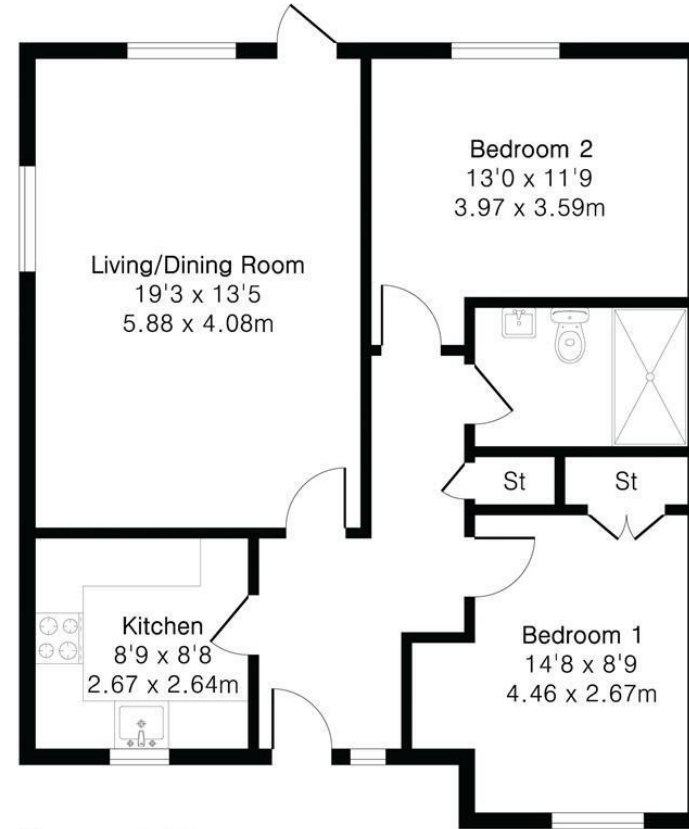 Bedroom 2
13'0 x 11'9
3.97 x 3.59m
Living/Dining Room
19'3 x 13'5
5.88 x 4.08m
St
St
Kitchen
8'9 x 8'8
2.67 x 2.64m
Bedroom 1
14'8 x 8'9
4.46 x 2.67m